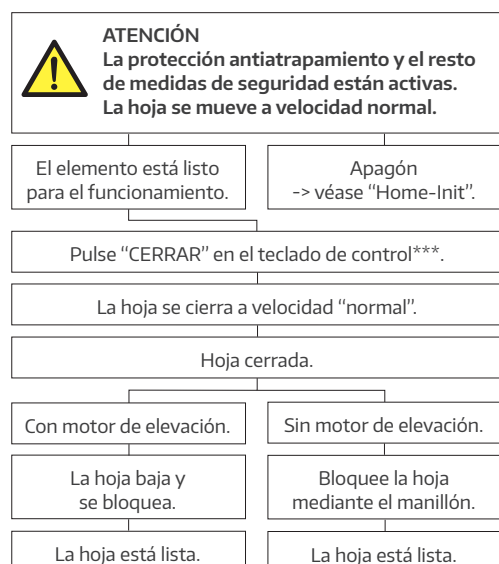 ATENCIÓN
La protección antiatrapamiento y el resto
de medidas de seguridad están activas.
La hoja se mueve a velocidad normal.
El elemento está listo
para el funcionamiento.
Apagón
-> véase “Home-Init”.
Pulse “CERRAR” en el teclado de control***.
La hoja se cierra a velocidad “normal”.
Hoja cerrada.
Con motor de elevación.
Sin motor de elevación.
La hoja baja y
se bloquea.
Bloquee la hoja
mediante el manillón.
La hoja está lista.
La hoja está lista.